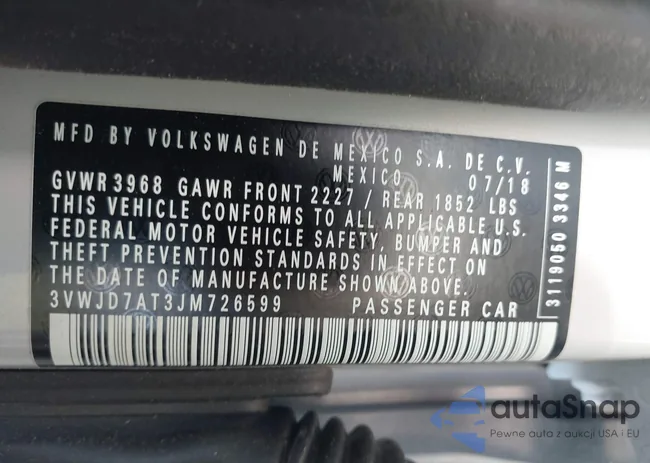 MFD BY VOLKSWAGEN DE MEXICO S.A. DE C.V.
MEXICO 07/18
GVWR 3968 GAWR FRONT 2227 / REAR 1852 LBS
THIS VEHICLE CONFORMS TO ALL APPLICABLE U.S.
FEDERAL MOTOR VEHICLE SAFETY, BUMPER AND
THEFT PREVENTION STANDARDS IN EFFECT ON
THE DATE OF MANUFACTURE SHOWN ABOVE.
3VWJD7AT3JM726599 PASSENGER CAR
3119050 3346 M
autaSnap
Pewne auta z aukcji USA i EU